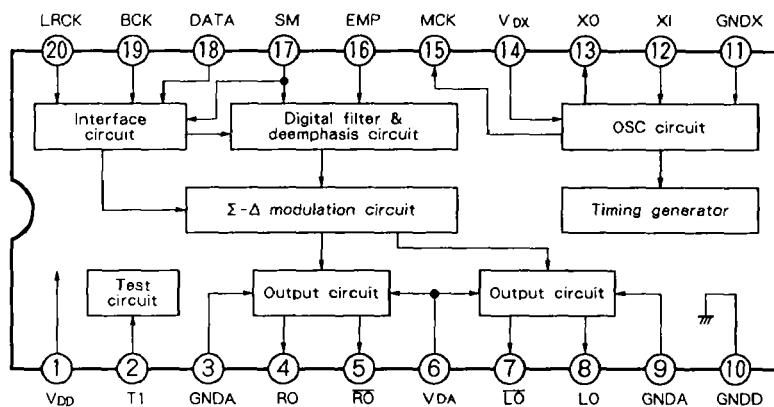 LRCK BCK DATA SM EMP MCK VDX XO XI GNDX
20 19 18 17 16 15 14 13 12 11
Interface
circuit
Digital filter &
deemphasis circuit
OSC circuit
Σ-Δ modulation circuit
Timing generator
Test
circuit
Output circuit
Output circuit
1 2 3 4 5 6 7 8 9 10
VDD T1 GNDA RO R̅O̅ VDA L̅O̅ LO GNDA GNDD